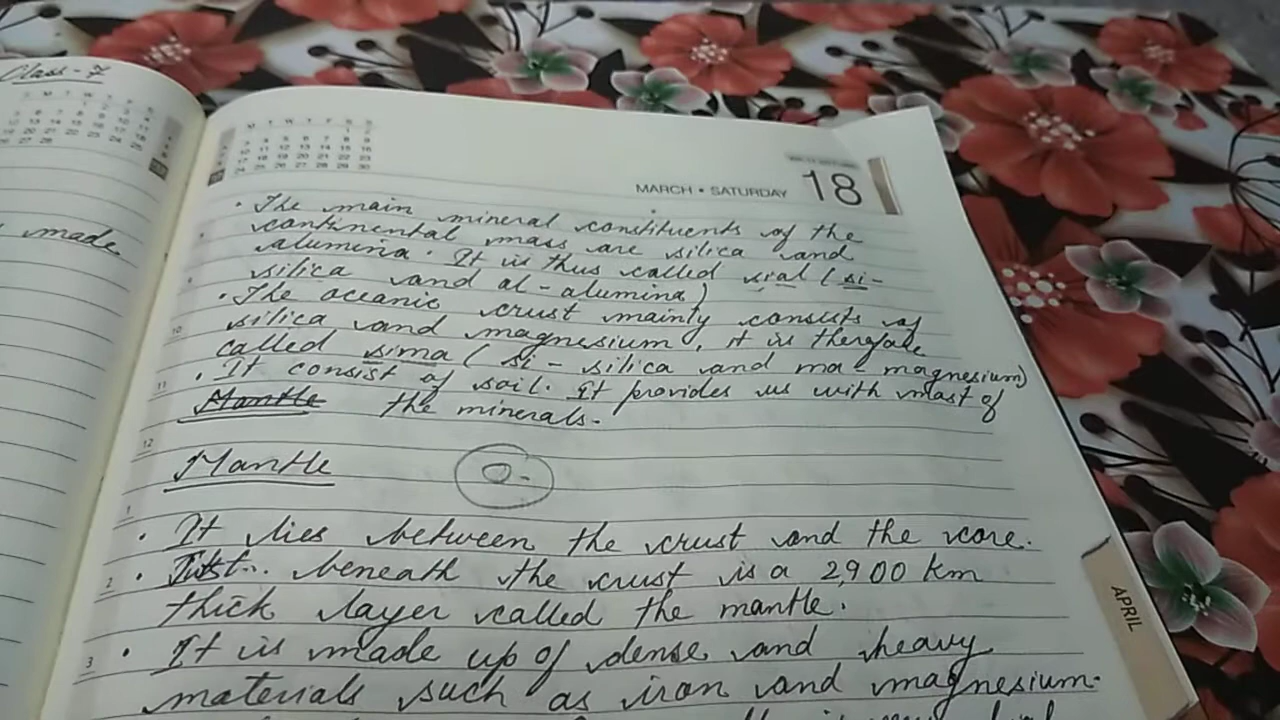 Class - 7
made
MARCH • SATURDAY 18
• The main mineral constituents of the
continental mass are silica and
alumina. It is thus called sial (si-
silica and al-alumina)
• The oceanic crust mainly consists of
silica and magnesium, it is therefore
called sima (si - silica and ma - magnesium)
• It consist of soil. It provides us with most of
Mantle the minerals.
Mantle
• It lies between the crust and the core.
• Just.. beneath the crust is a 2,900 km
thick layer called the mantle.
• It is made up of dense and heavy
materials such as iron and magnesium.
APRIL